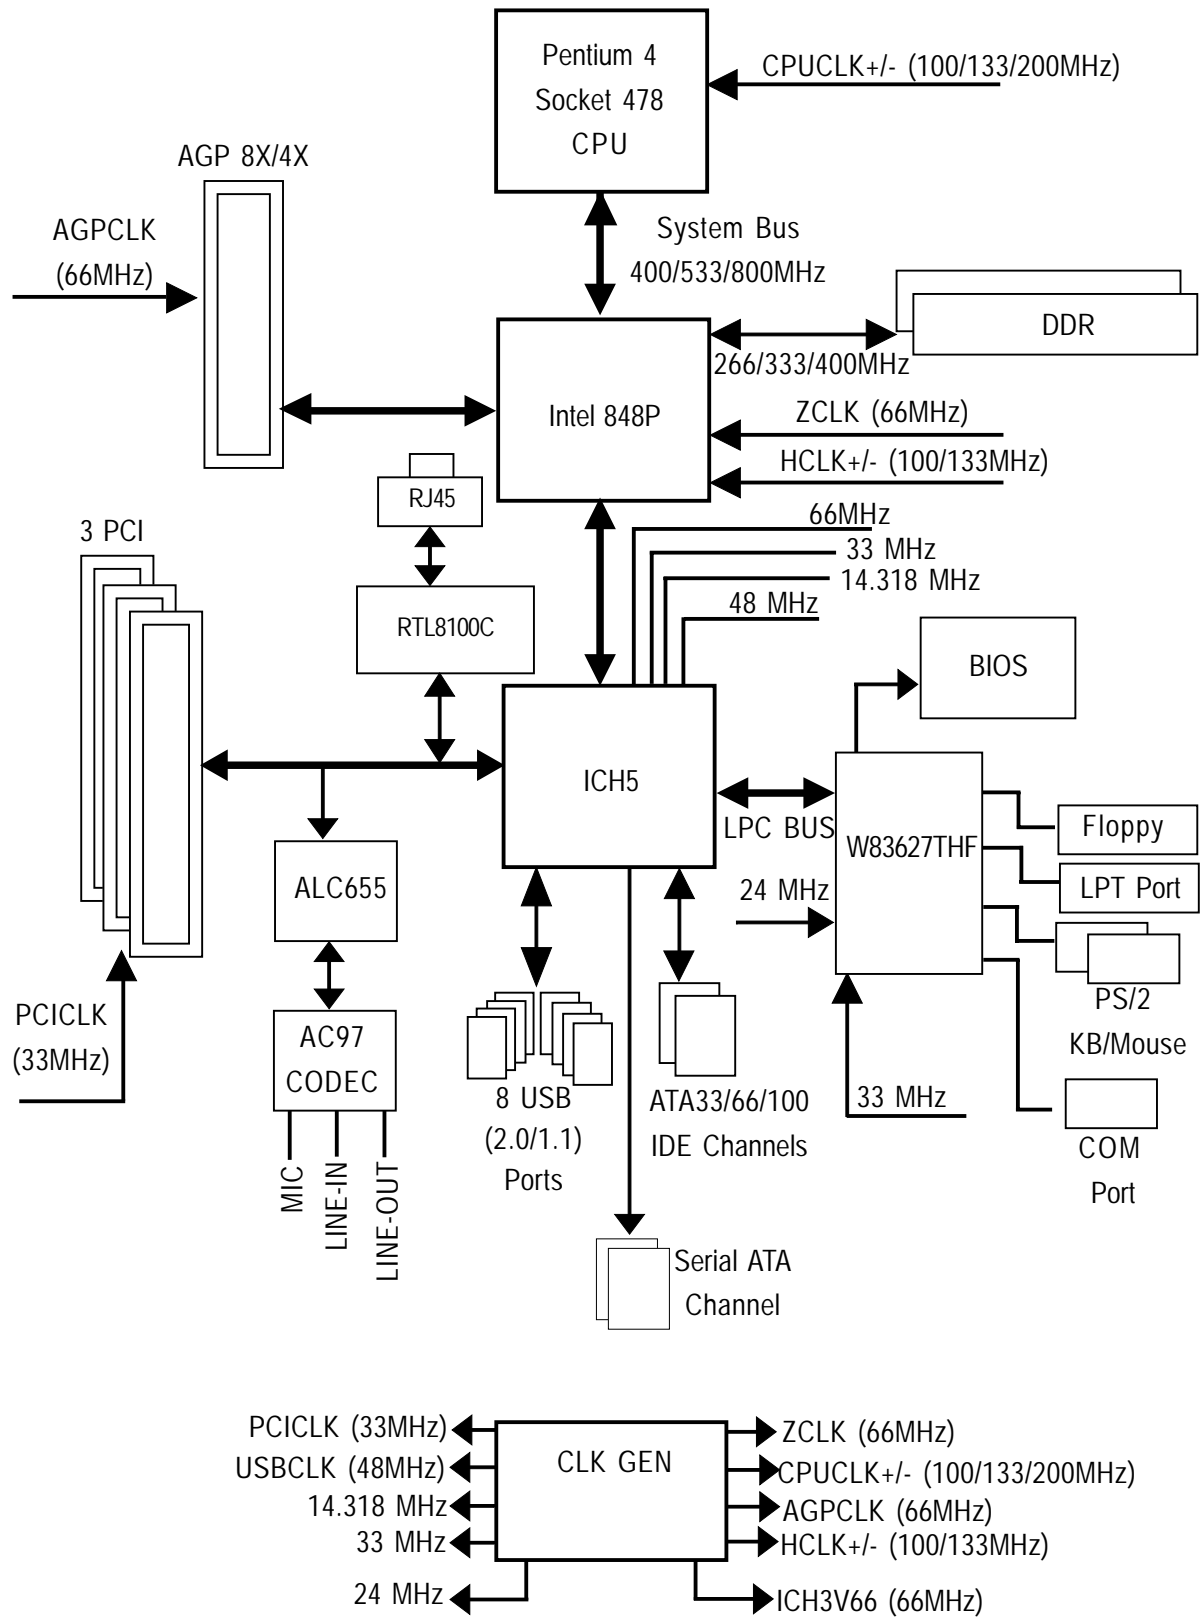 Pentium 4
Socket 478
CPU
CPUCLK+/- (100/133/200MHz)
AGP 8X/4X
AGPCLK
(66MHz)
System Bus
400/533/800MHz
DDR
266/333/400MHz
Intel 848P
ZCLK (66MHz)
HCLK+/- (100/133MHz)
RJ45
66MHz
33 MHz
14.318 MHz
48 MHz
3 PCI
RTL8100C
BIOS
ICH5
LPC BUS
W83627THF
Floppy
LPT Port
24 MHz
ALC655
PS/2
KB/Mouse
PCICLK
(33MHz)
AC97
CODEC
8 USB
(2.0/1.1)
Ports
ATA33/66/100
IDE Channels
33 MHz
COM
Port
MIC
LINE-IN
LINE-OUT
Serial ATA
Channel
CLK GEN
PCICLK (33MHz)
USBCLK (48MHz)
14.318 MHz
33 MHz
24 MHz
ZCLK (66MHz)
CPUCLK+/- (100/133/200MHz)
AGPCLK (66MHz)
HCLK+/- (100/133MHz)
ICH3V66 (66MHz)